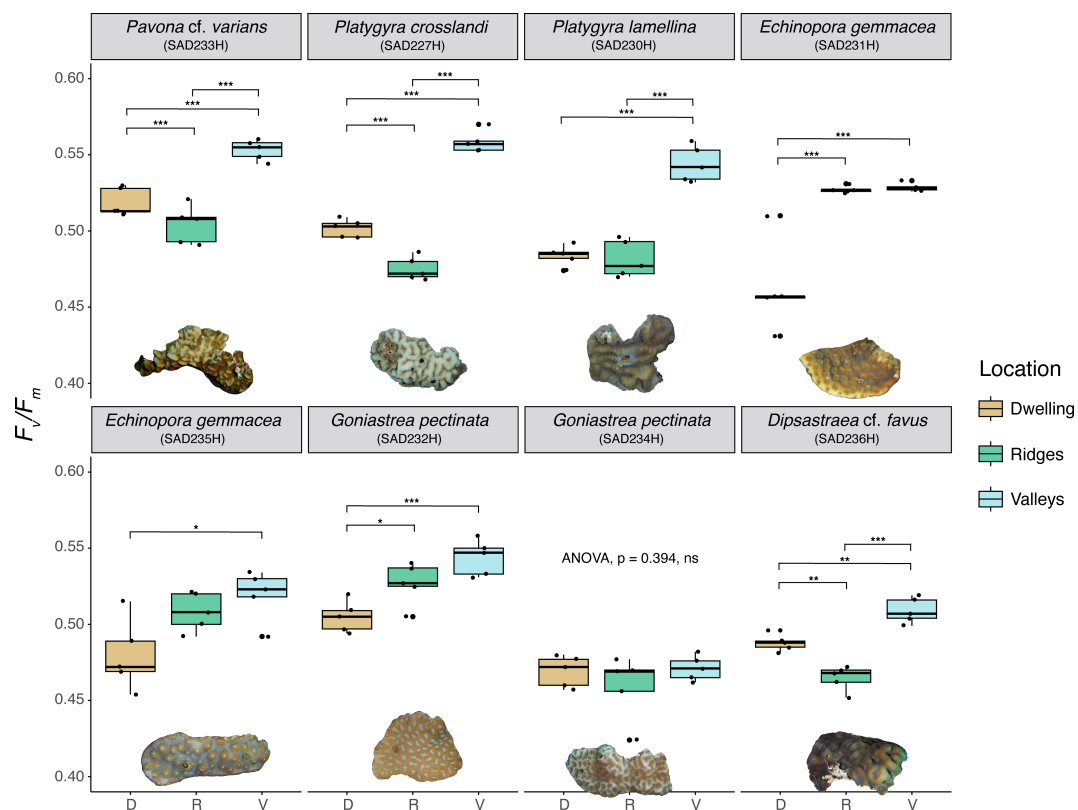 Pavona cf. varians
(SAD233H)
Platygyra crosslandi
(SAD227H)
Platygyra lamellina
(SAD230H)
Echinopora gemmacea
(SAD231H)
0.60
0.55
0.50
0.45
0.40
***
***
***
***
***
***
***
***
***
***
Fv/Fm
Echinopora gemmacea
(SAD235H)
Goniastrea pectinata
(SAD232H)
Goniastrea pectinata
(SAD234H)
Dipsastraea cf. favus
(SAD236H)
0.60
0.55
0.50
0.45
0.40
*
***
*
ANOVA, p = 0.394, ns
***
**
**
D R V
D R V
D R V
D R V
Location
Dwelling
Ridges
Valleys